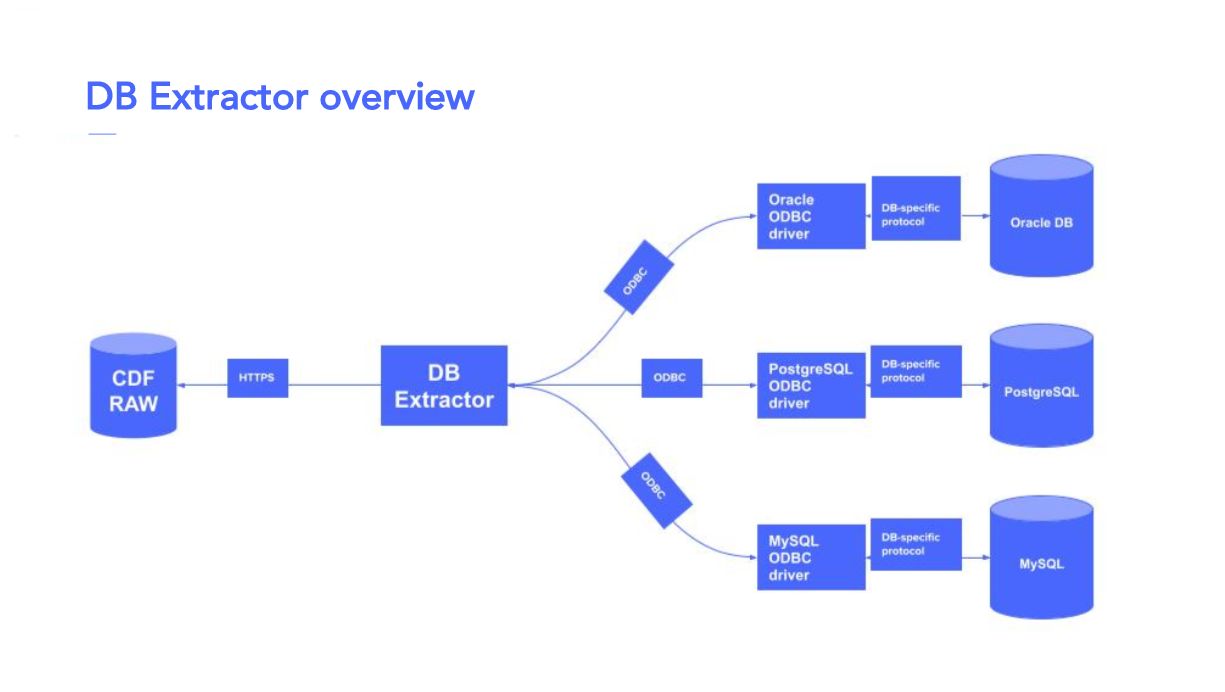 DB Extractor overview
Oracle
ODBC
driver
DB-specific
protocol
Oracle DB
ODBC
CDF
RAW
HTTPS
DB
Extractor
ODBC
PostgreSQL
ODBC
driver
DB-specific
protocol
PostgreSQL
ODBC
MySQL
ODBC
driver
DB-specific
protocol
MySQL